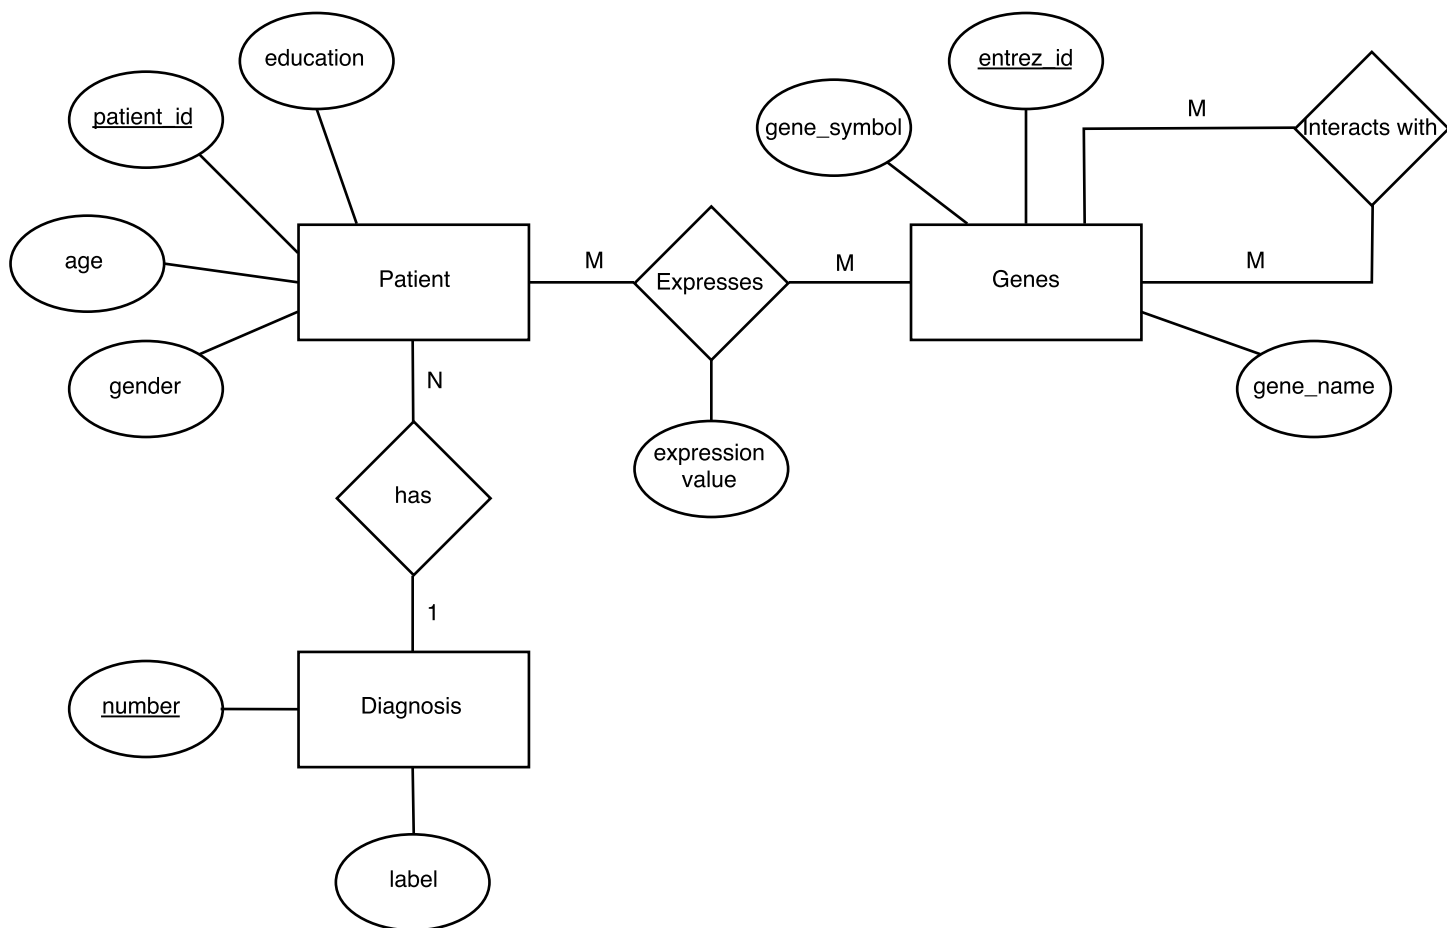 education
entrez_id
patient_id
gene_symbol
M
Interacts with
age
Patient
M
Expresses
M
Genes
M
gender
N
gene_name
expression
value
has
1
number
Diagnosis
label